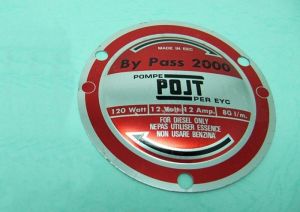 MADE IN EEC
By Pass 2000
POMPE
POJT
PER EYC
120 Watt 12 Volt 12 Amp. 80 l/m.
FOR DIESEL ONLY
NEPAS UTILISER ESSENCE
NON USARE BENZINA